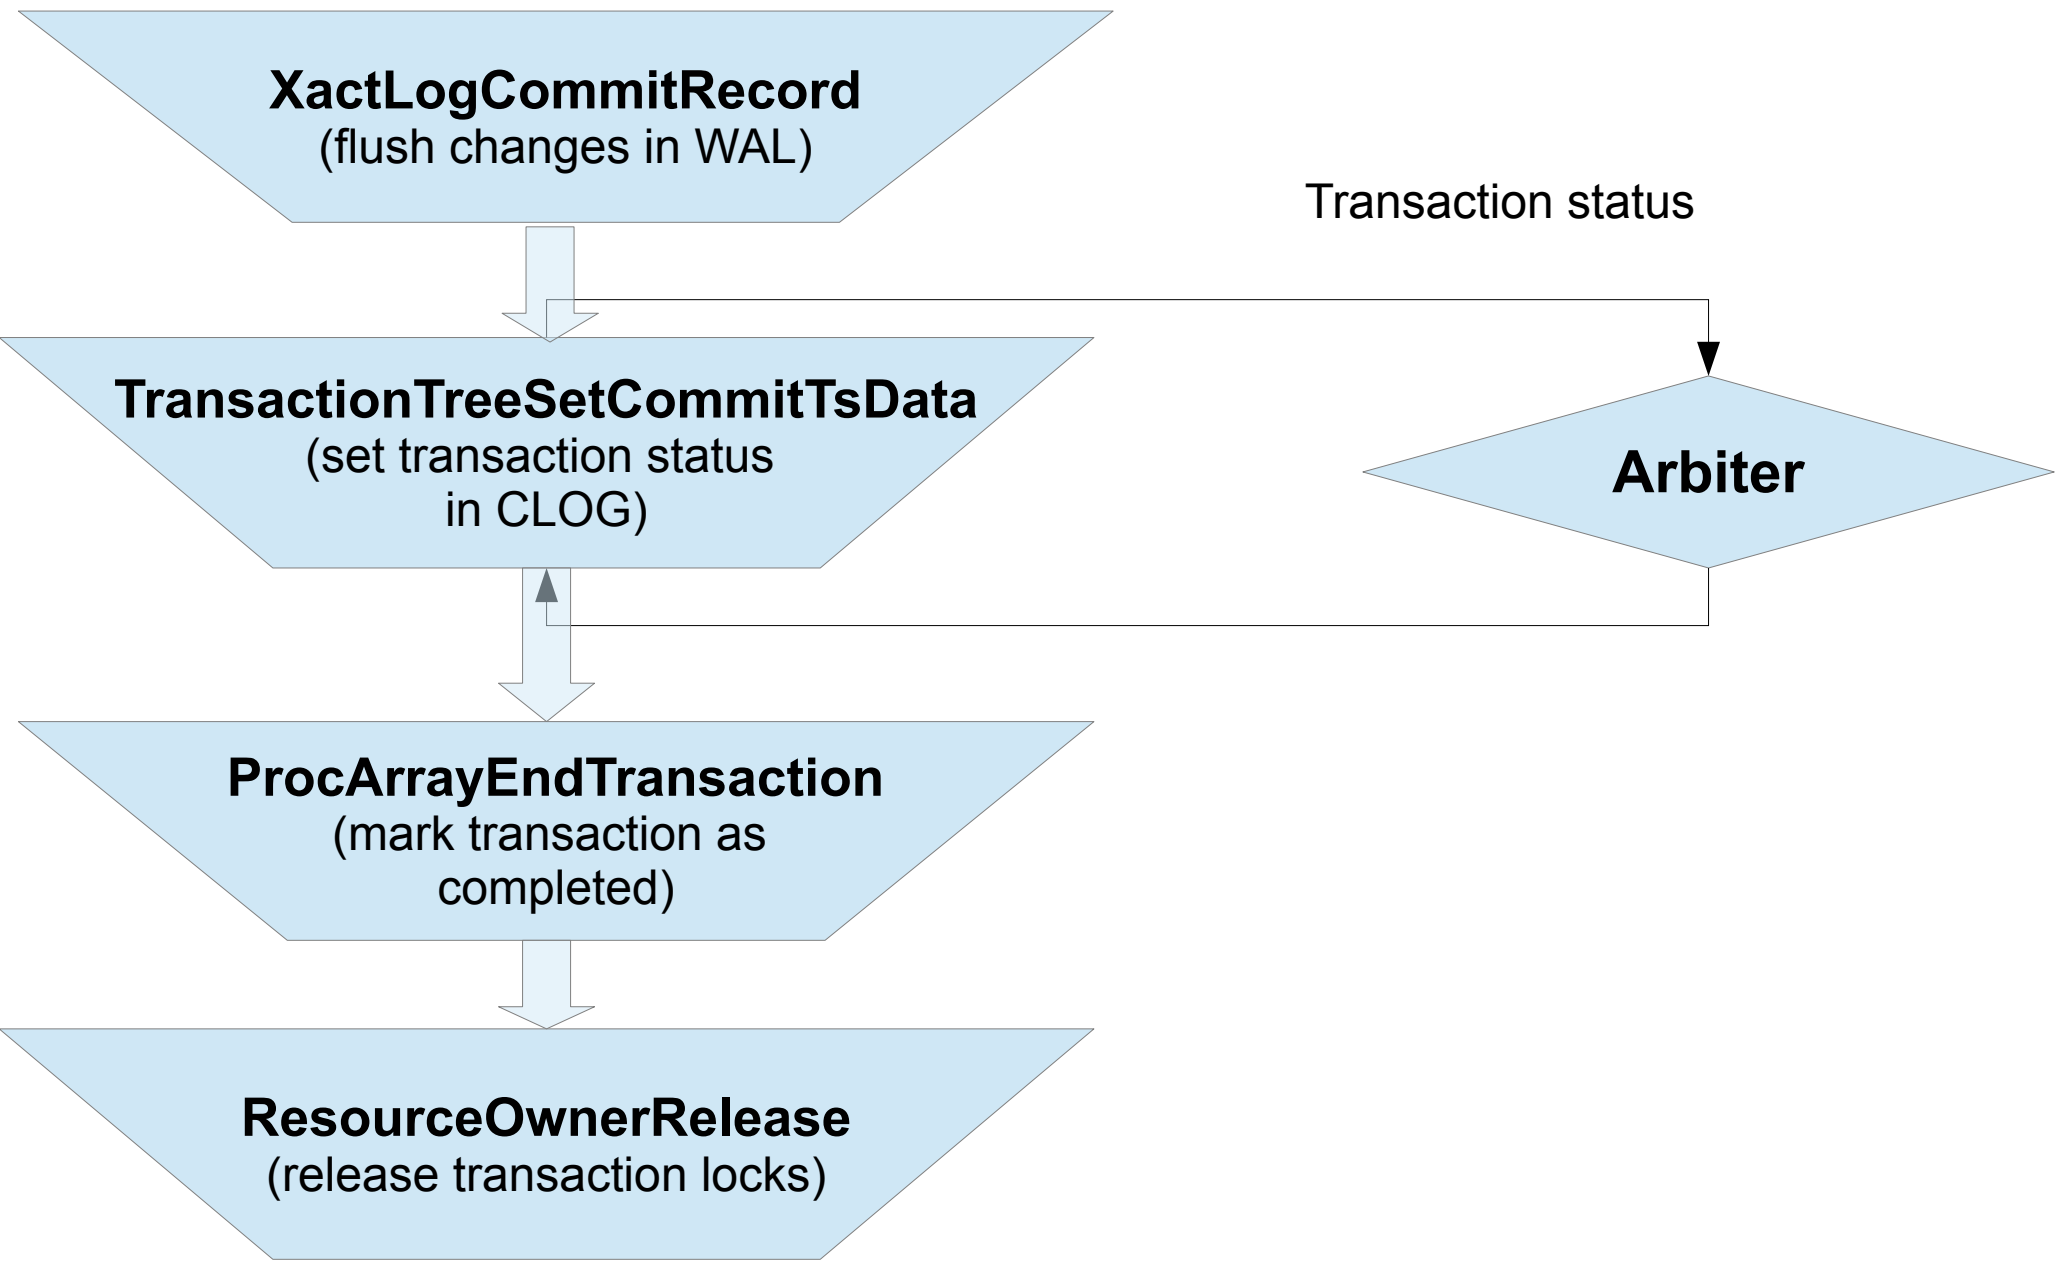 XactLogCommitRecord
(flush changes in WAL)
Transaction status
TransactionTreeSetCommitTsData
(set transaction status
in CLOG)
Arbiter
ProcArrayEndTransaction
(mark transaction as
completed)
ResourceOwnerRelease
(release transaction locks)